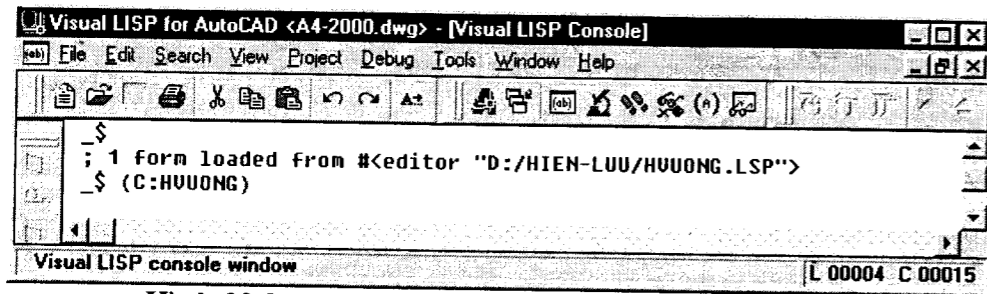 Visual LISP for AutoCAD <A4-2000.dwg> - [Visual LISP Console]
File Edit Search View Project Debug Tools Window Help
_$
; 1 form loaded from #<editor "D:/HIEN-LUU/HVUONG.LSP">
_$ (C:HVUONG)
Visual LISP console window
L 00004 C 00015